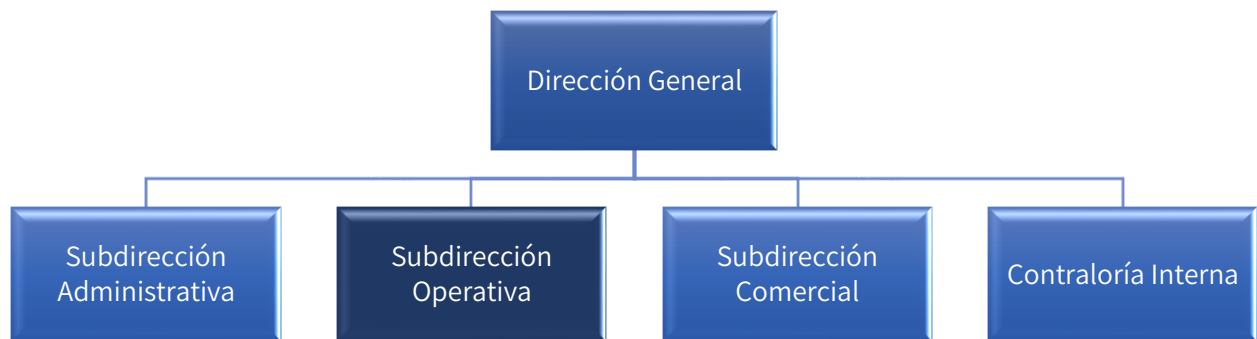 Dirección General
Subdirección
Administrativa
Subdirección
Operativa
Subdirección
Comercial
Contraloría Interna